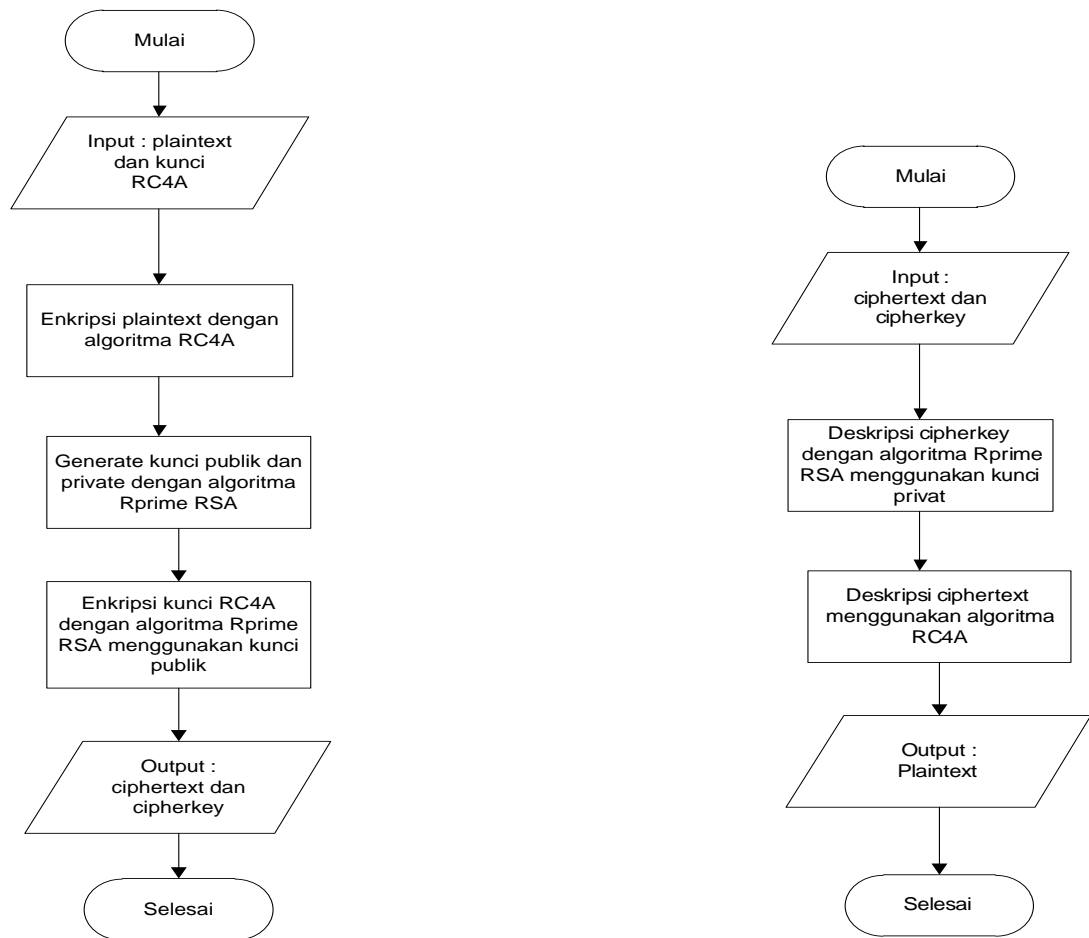 Mulai
Input : plaintext
dan kunci
RC4A
Enkripsi plaintext dengan
algoritma RC4A
Generate kunci publik dan
private dengan algoritma
Rprime RSA
Enkripsi kunci RC4A
dengan algoritma Rprime
RSA menggunakan kunci
publik
Output :
ciphertext dan
cipherkey
Selesai
Mulai
Input :
ciphertext dan
cipherkey
Deskripsi cipherkey
dengan algoritma Rprime
RSA menggunakan kunci
privat
Deskripsi ciphertext
menggunakan algoritma
RC4A
Output :
Plaintext
Selesai